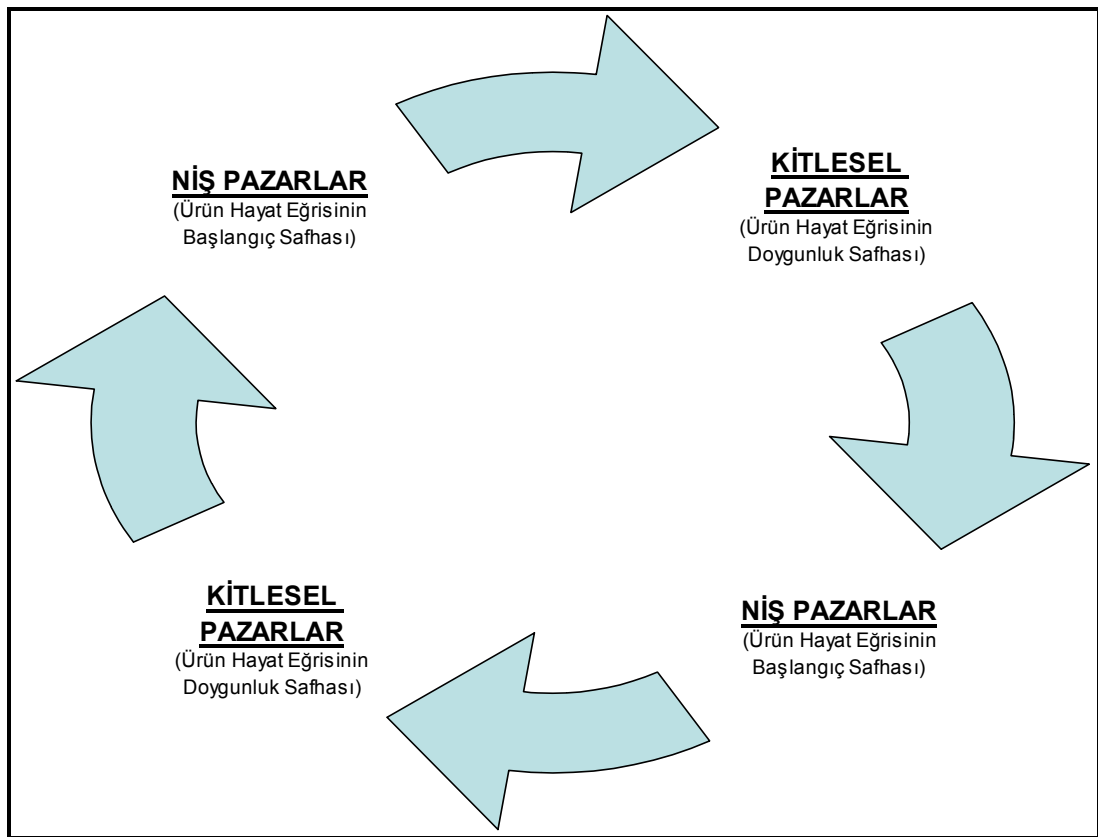 NİŞ PAZARLAR
(Ürün Hayat Eğrisinin
Başlangıç Safhası)
KİTLESEL
PAZARLAR
(Ürün Hayat Eğrisinin
Doygunluk Safhası)
NİŞ PAZARLAR
(Ürün Hayat Eğrisinin
Başlangıç Safhası)
KİTLESEL
PAZARLAR
(Ürün Hayat Eğrisinin
Doygunluk Safhası)